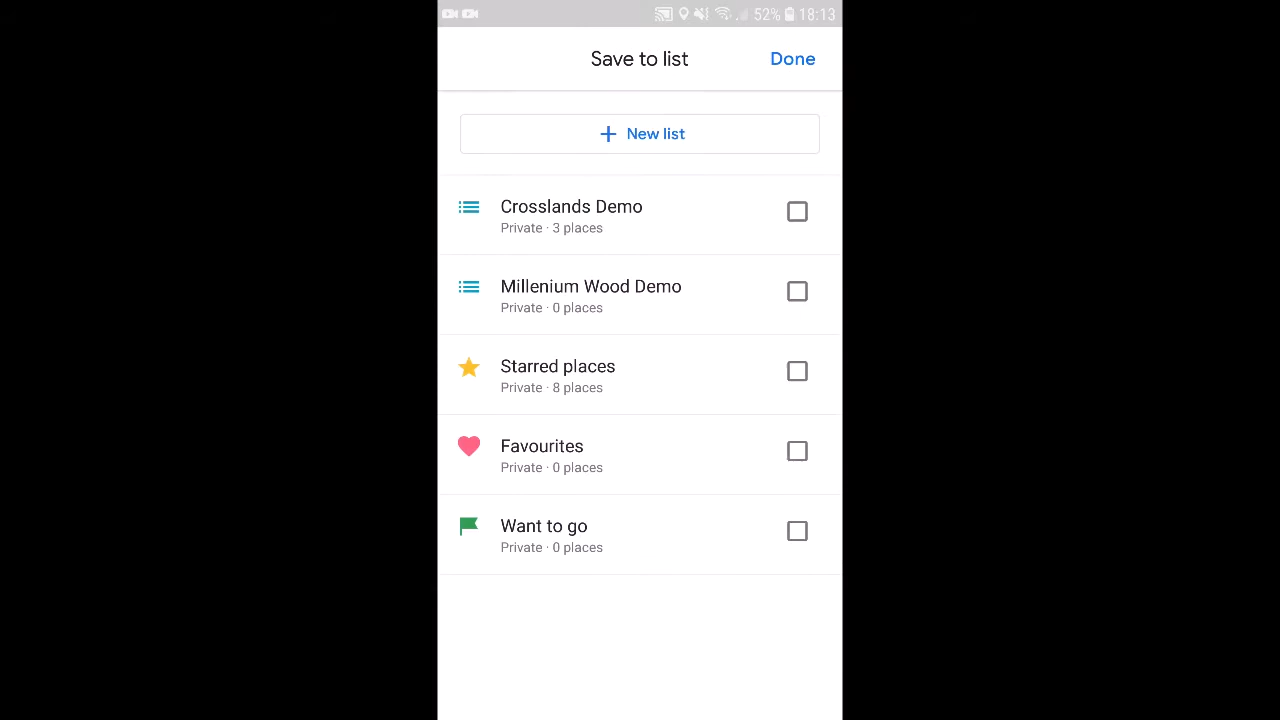 52% 18:13
Save to list
Done
+ New list
Crosslands Demo
Private · 3 places
Millenium Wood Demo
Private · 0 places
Starred places
Private · 8 places
Favourites
Private · 0 places
Want to go
Private · 0 places